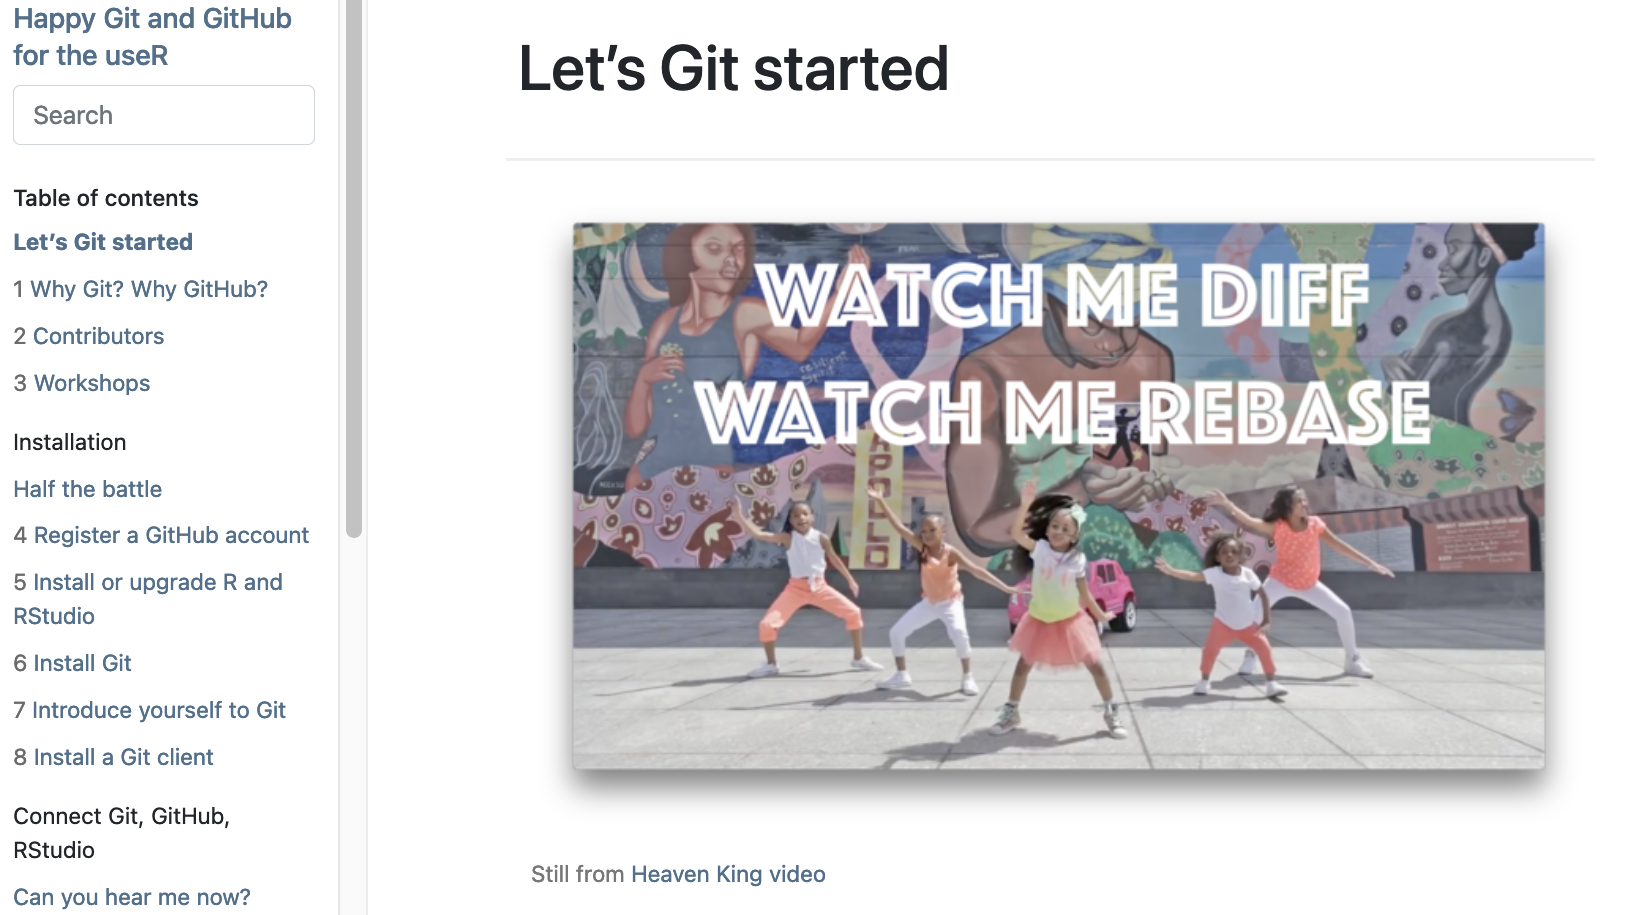 Happy Git and GitHub
for the useR
Search
Table of contents
Let’s Git started
1 Why Git? Why GitHub?
2 Contributors
3 Workshops
Installation
Half the battle
4 Register a GitHub account
5 Install or upgrade R and
RStudio
6 Install Git
7 Introduce yourself to Git
8 Install a Git client
Connect Git, GitHub,
RStudio
Can you hear me now?
Let’s Git started
WATCH ME DIFF
WATCH ME REBASE
resilient
spirit
APOLLO
Still from Heaven King video